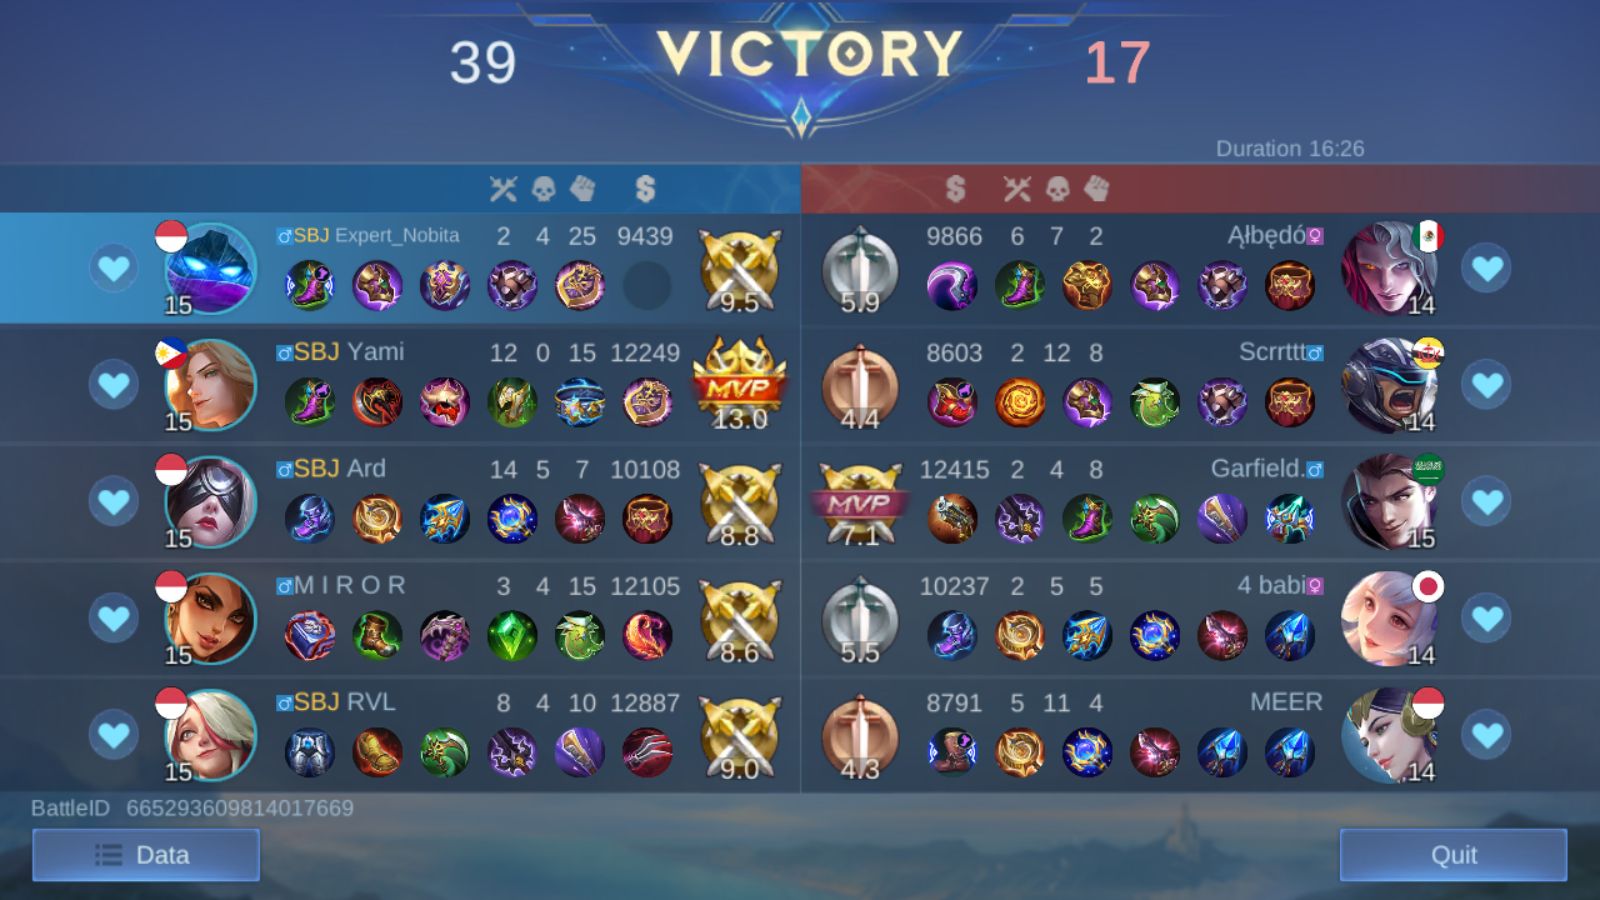 39 VICTORY 17
Duration 16:26
SBJ Expert_Nobita 2 4 25 9439
15 9.5
9866 6 7 2 Ąłbędó
5.9 14
SBJ Yami 12 0 15 12249
15 MVP 13.0
8603 2 12 8 Scrrttt
4.4 14
SBJ Ard 14 5 7 10108
15 8.8
12415 2 4 8 Garfield.
MVP 7.1 15
M I R O R 3 4 15 12105
15 8.6
10237 2 5 5 4 babi
5.5 14
SBJ RVL 8 4 10 12887
15 9.0
8791 5 11 4 MEER
4.3 14
BattleID 665293609814017669
Data
Quit